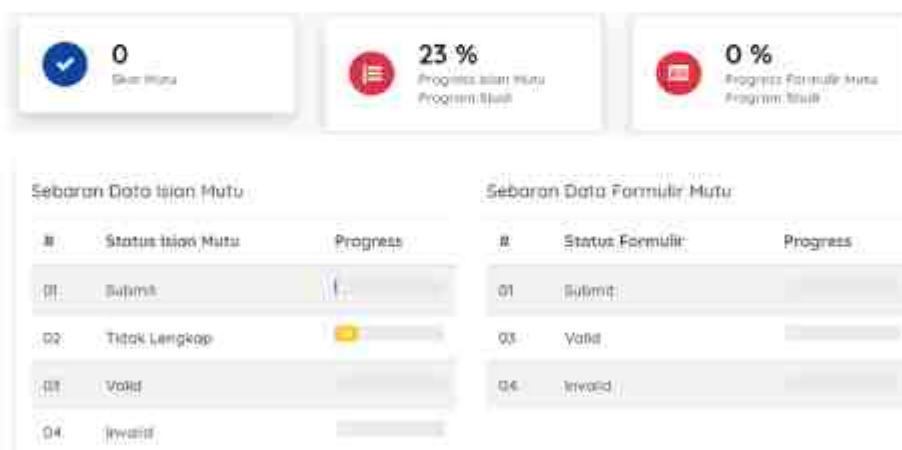 0
Skor Mutu
23 %
Progress Isian Mutu
Program Studi
0 %
Progress Formulir Mutu
Program Studi
Sebaran Data Isian Mutu
# Status Isian Mutu Progress
01 Submit
02 Tidak Lengkap
03 Valid
04 Invalid
Sebaran Data Formulir Mutu
# Status Formulir Progress
01 Submit
03 Valid
04 Invalid